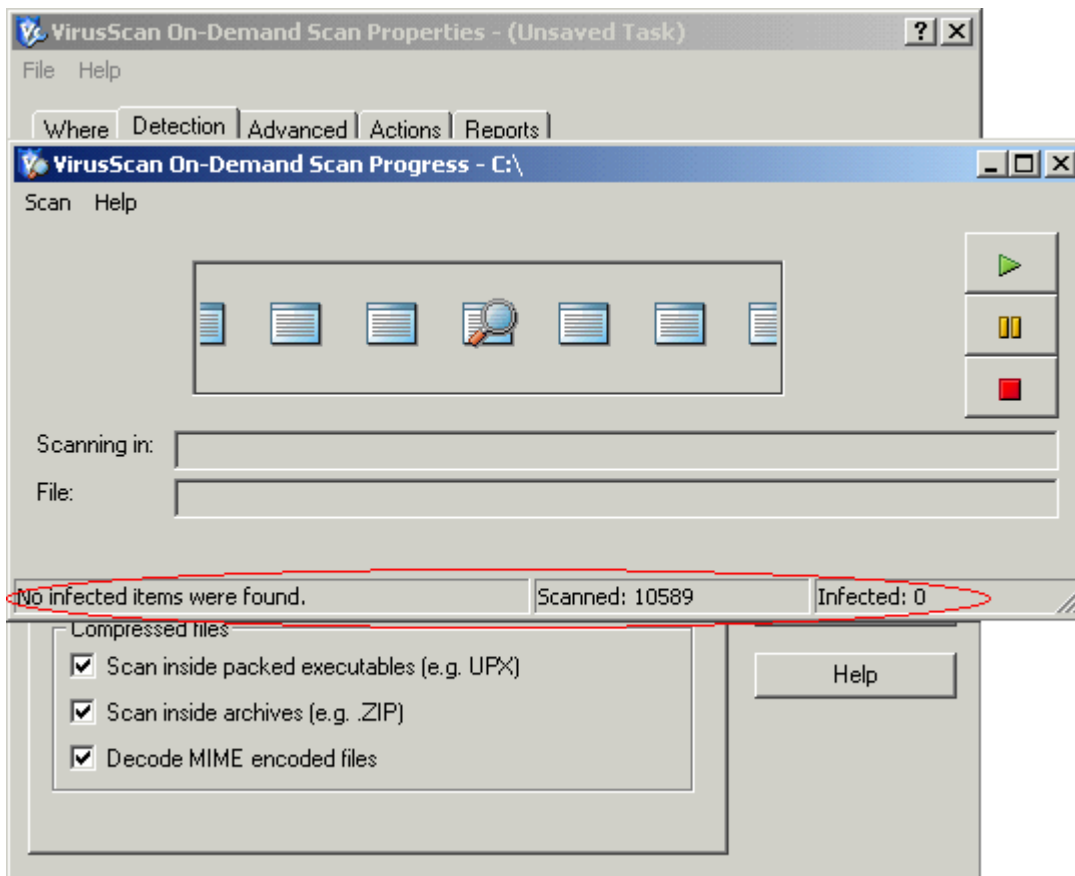 VirusScan On-Demand Scan Properties - (Unsaved Task)
File Help
Where Detection Advanced Actions Reports
VirusScan On-Demand Scan Progress - C:\
Scan Help
Scanning in:
File:
No infected items were found. Scanned: 10589 Infected: 0
Compressed files
Scan inside packed executables (e.g. UPX)
Help
Scan inside archives (e.g. .ZIP)
Decode MIME encoded files